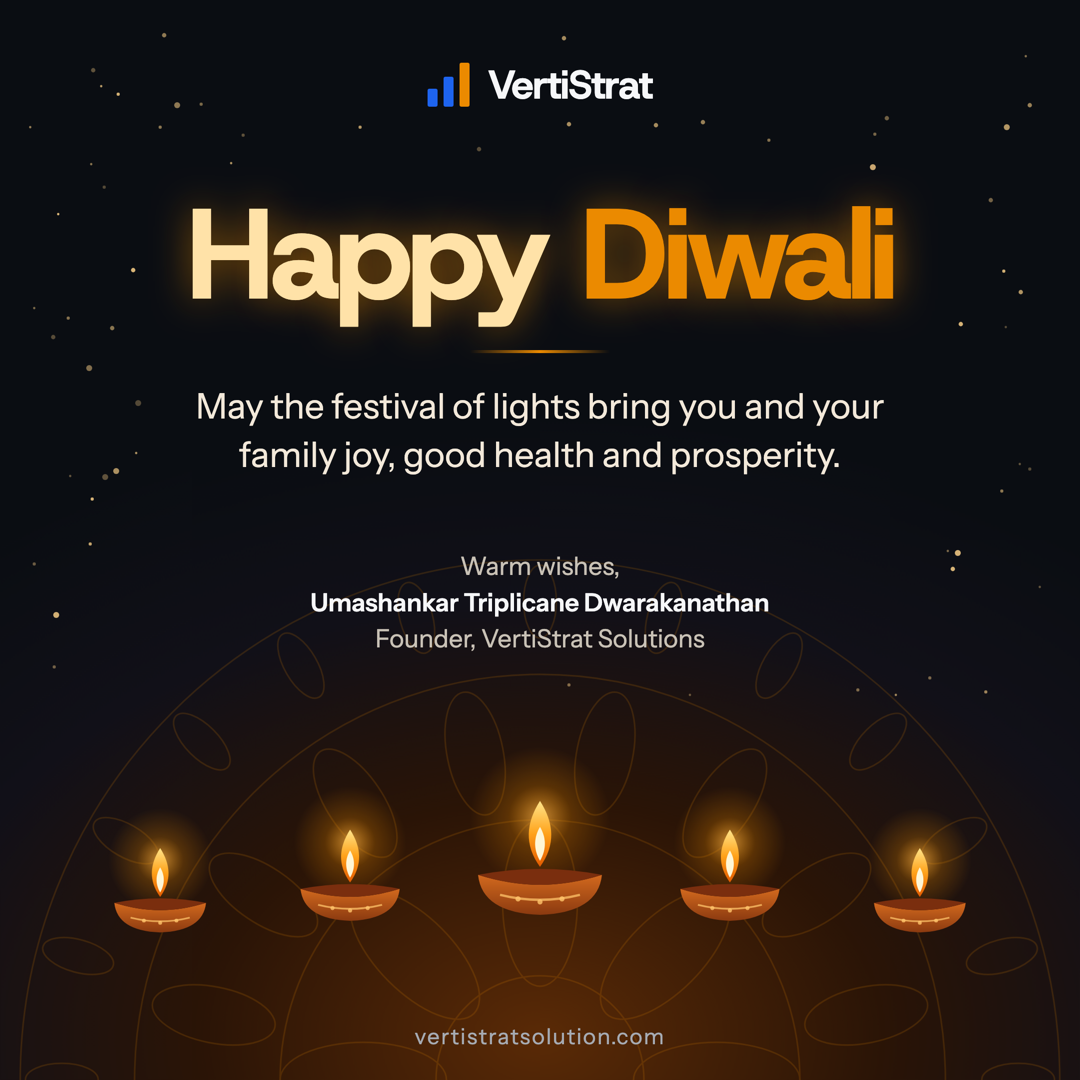 VertiStrat
Happy Diwali
May the festival of lights bring you and your
family joy, good health and prosperity.
Warm wishes,
Umashankar Triplicane Dwarakanathan
Founder, VertiStrat Solutions
vertistratsolution.com